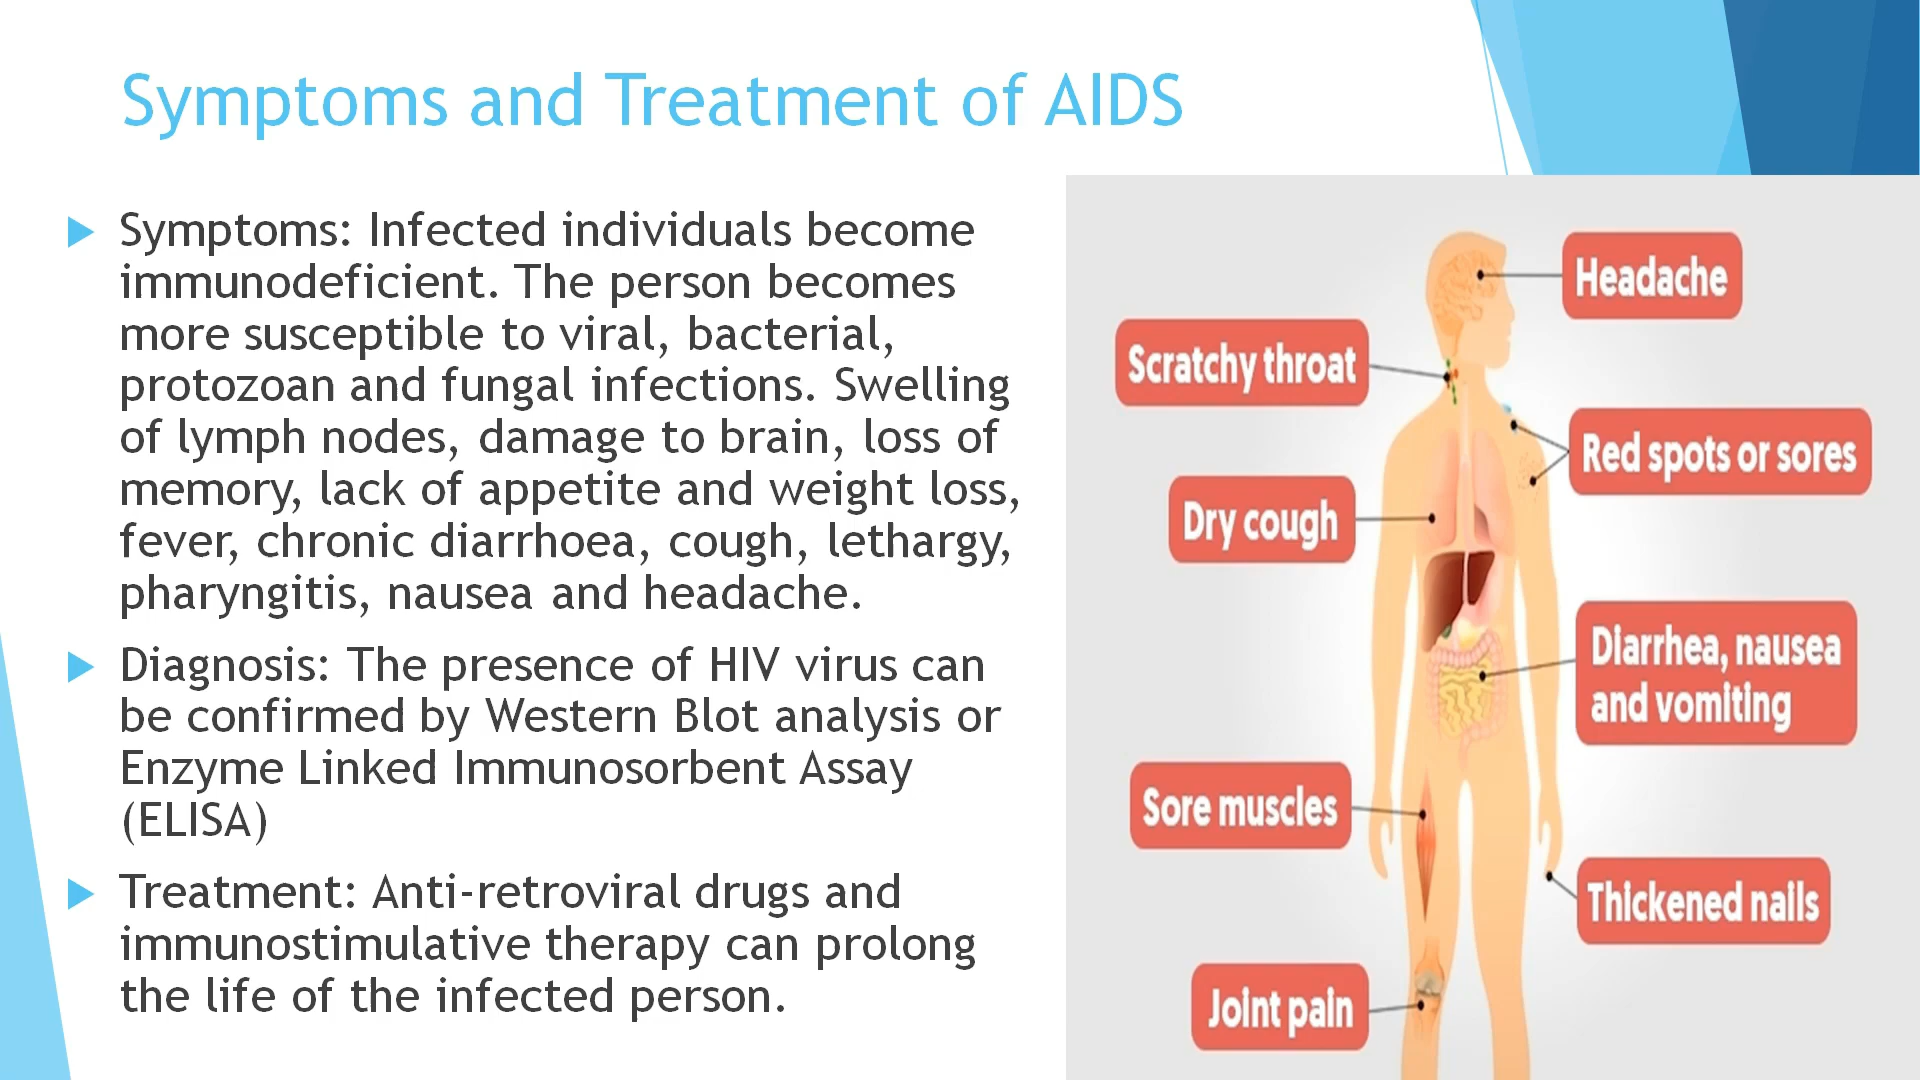 Symptoms and Treatment of AIDS
Symptoms: Infected individuals become
immunodeficient. The person becomes
more susceptible to viral, bacterial,
protozoan and fungal infections. Swelling
of lymph nodes, damage to brain, loss of
memory, lack of appetite and weight loss,
fever, chronic diarrhoea, cough, lethargy,
pharyngitis, nausea and headache.
Diagnosis: The presence of HIV virus can
be confirmed by Western Blot analysis or
Enzyme Linked Immunosorbent Assay
(ELISA)
Treatment: Anti-retroviral drugs and
immunostimulative therapy can prolong
the life of the infected person.
Headache
Scratchy throat
Red spots or sores
Dry cough
Diarrhea, nausea
and vomiting
Sore muscles
Thickened nails
Joint pain